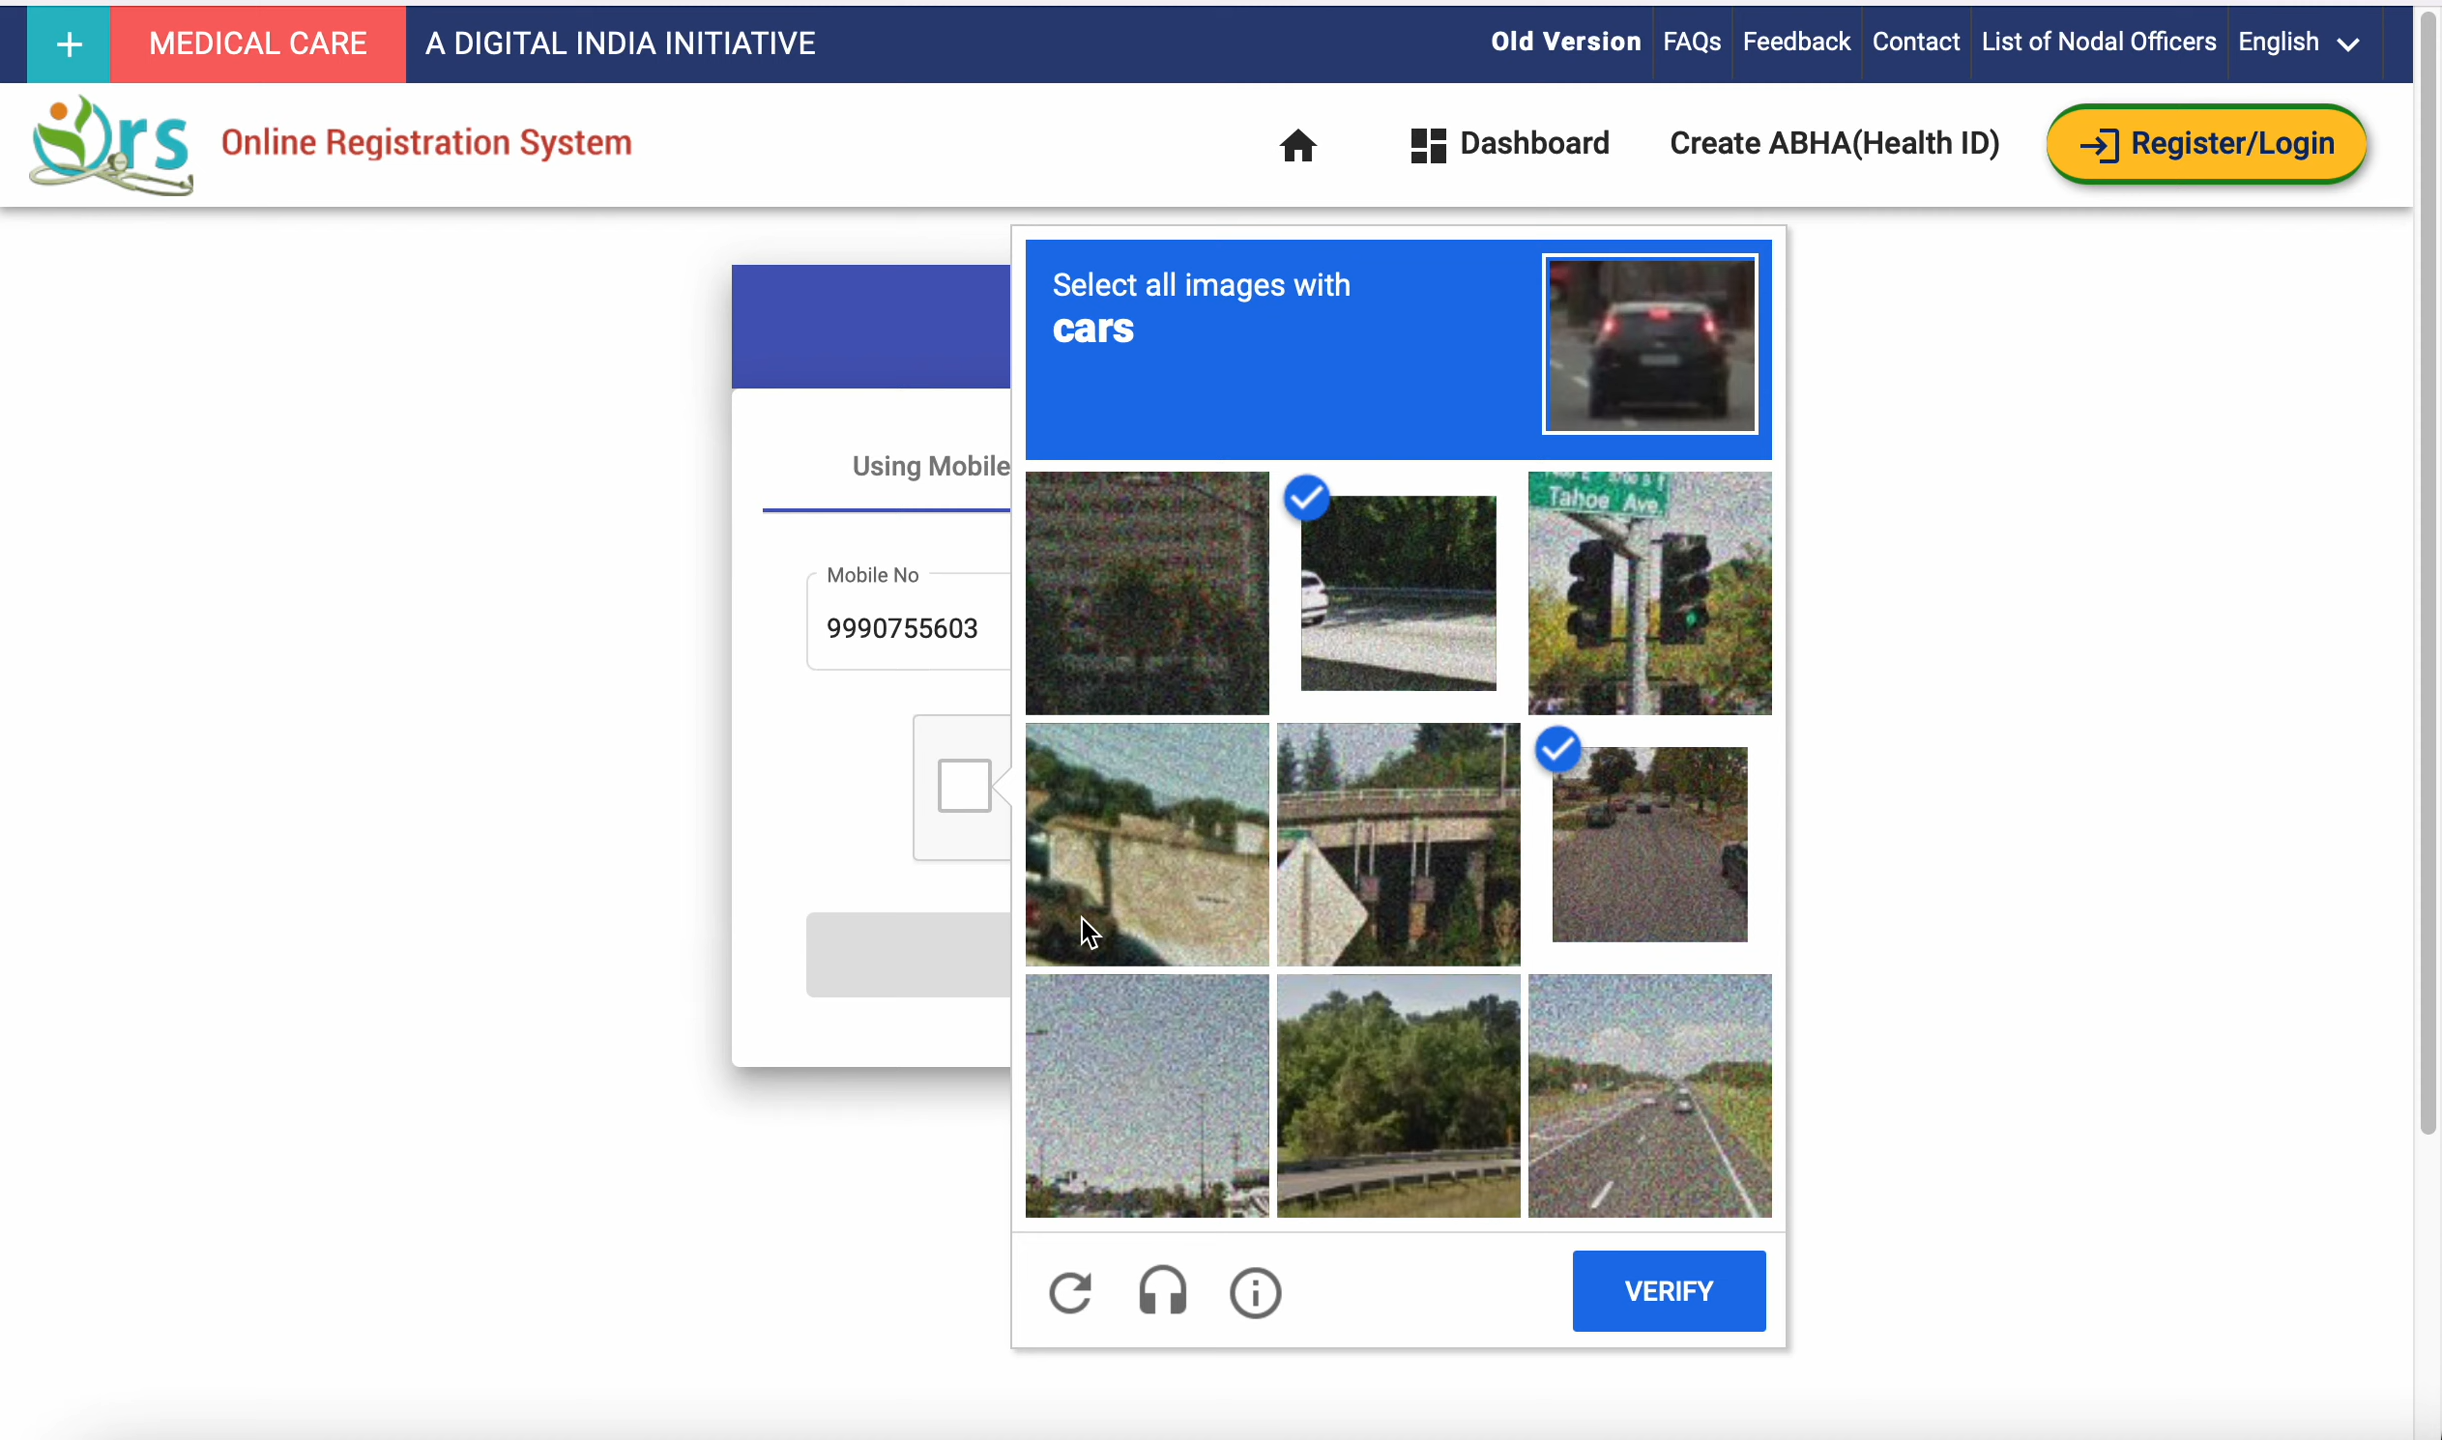 + MEDICAL CARE A DIGITAL INDIA INITIATIVE Old Version FAQs Feedback Contact List of Nodal Officers English
Ors Online Registration System Dashboard Create ABHA(Health ID) Register/Login
Select all images with
cars
Using Mobile
Tahoe Ave.
Mobile No
9990755603
VERIFY